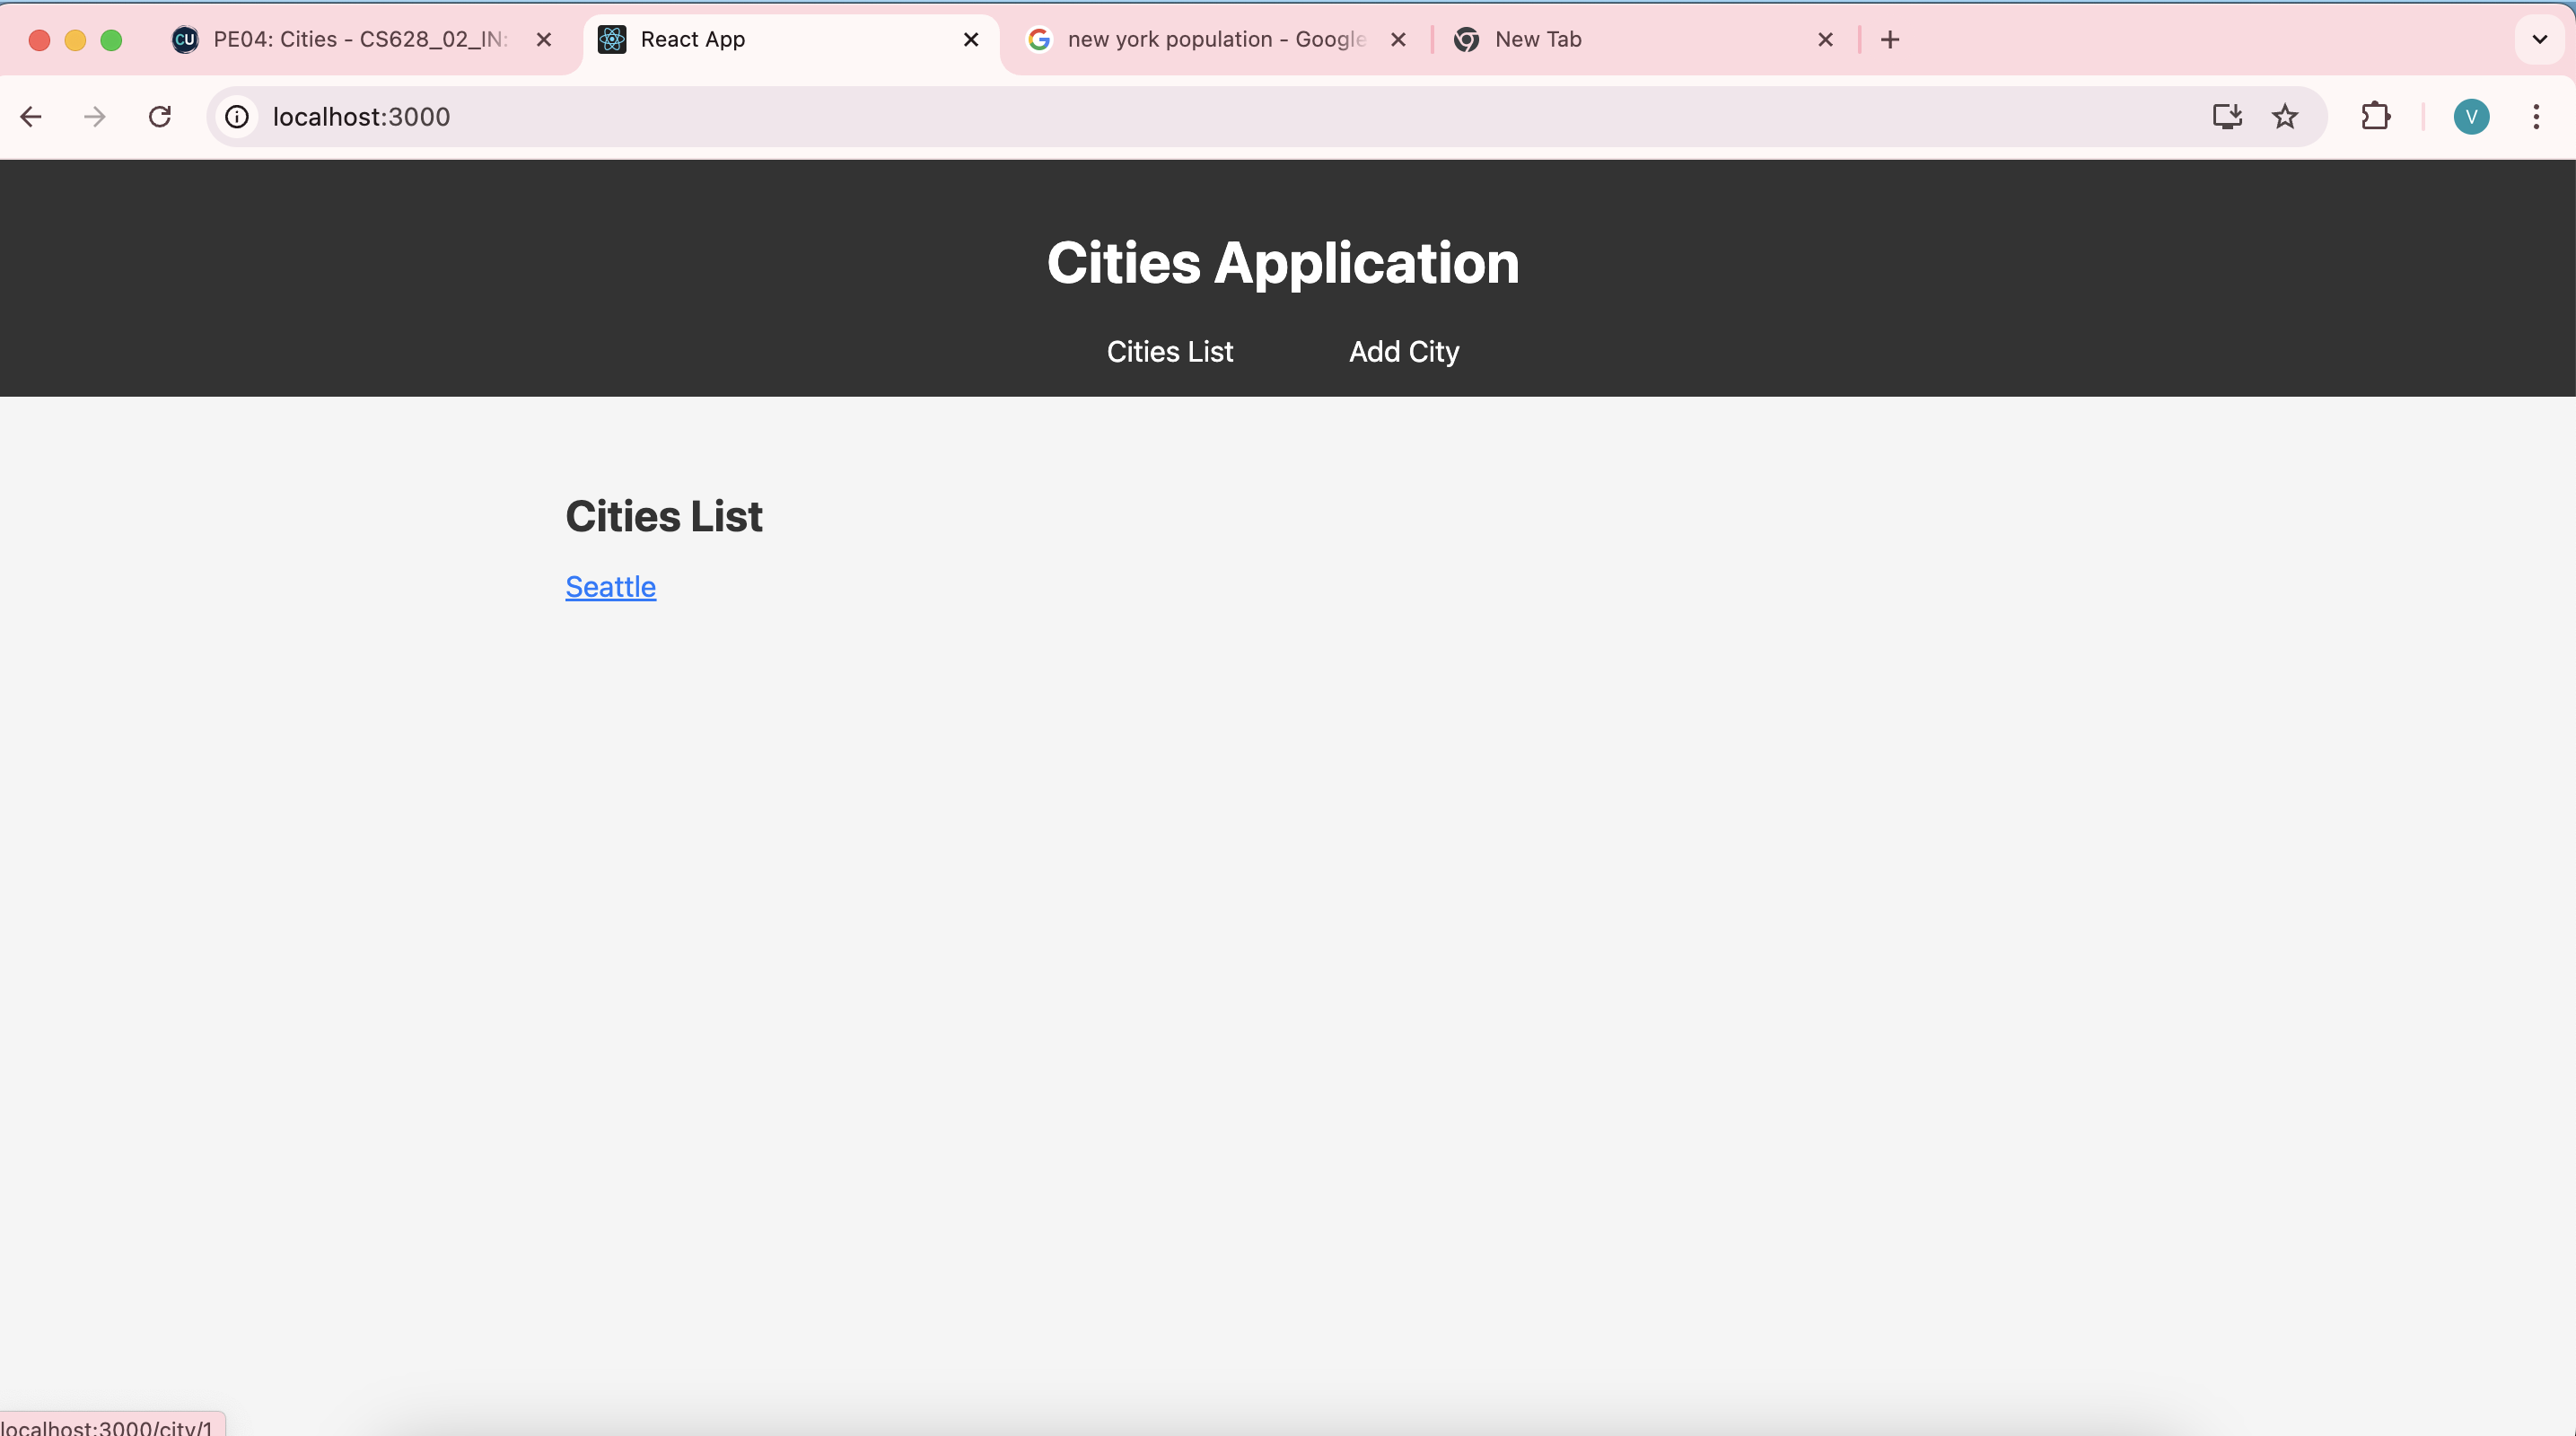 CU PE04: Cities - CS628_02_IN: React App new york population - Google New Tab
localhost:3000 V
Cities Application
Cities List Add City
Cities List
Seattle
localhost:3000/city/1